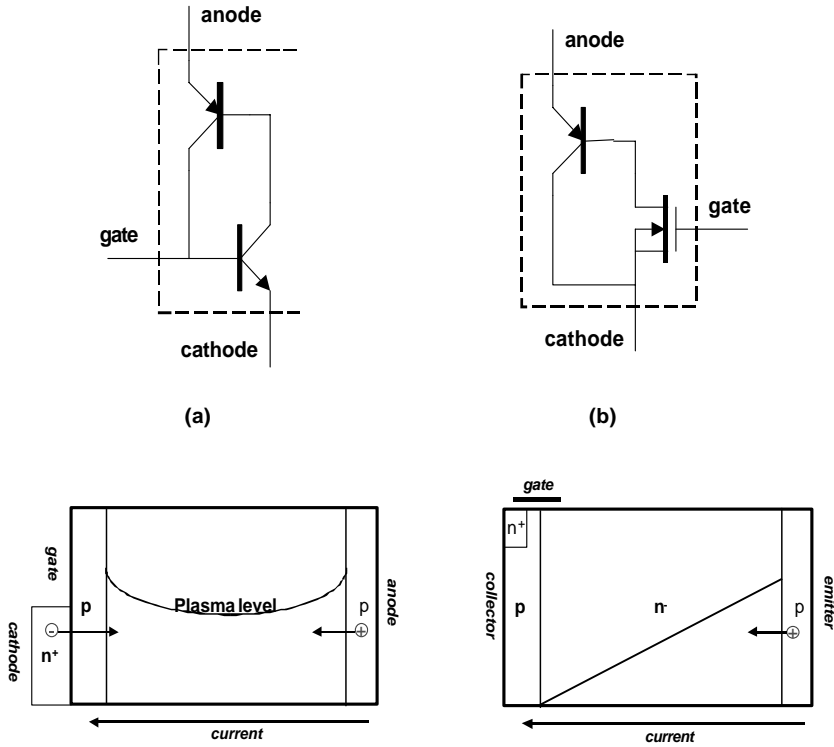 anode
gate
cathode
(a)
anode
gate
cathode
(b)
gate
cathode
p
n+
-
Plasma level
p
+
anode
current
gate
collector
n+
p
n-
p
+
emitter
current